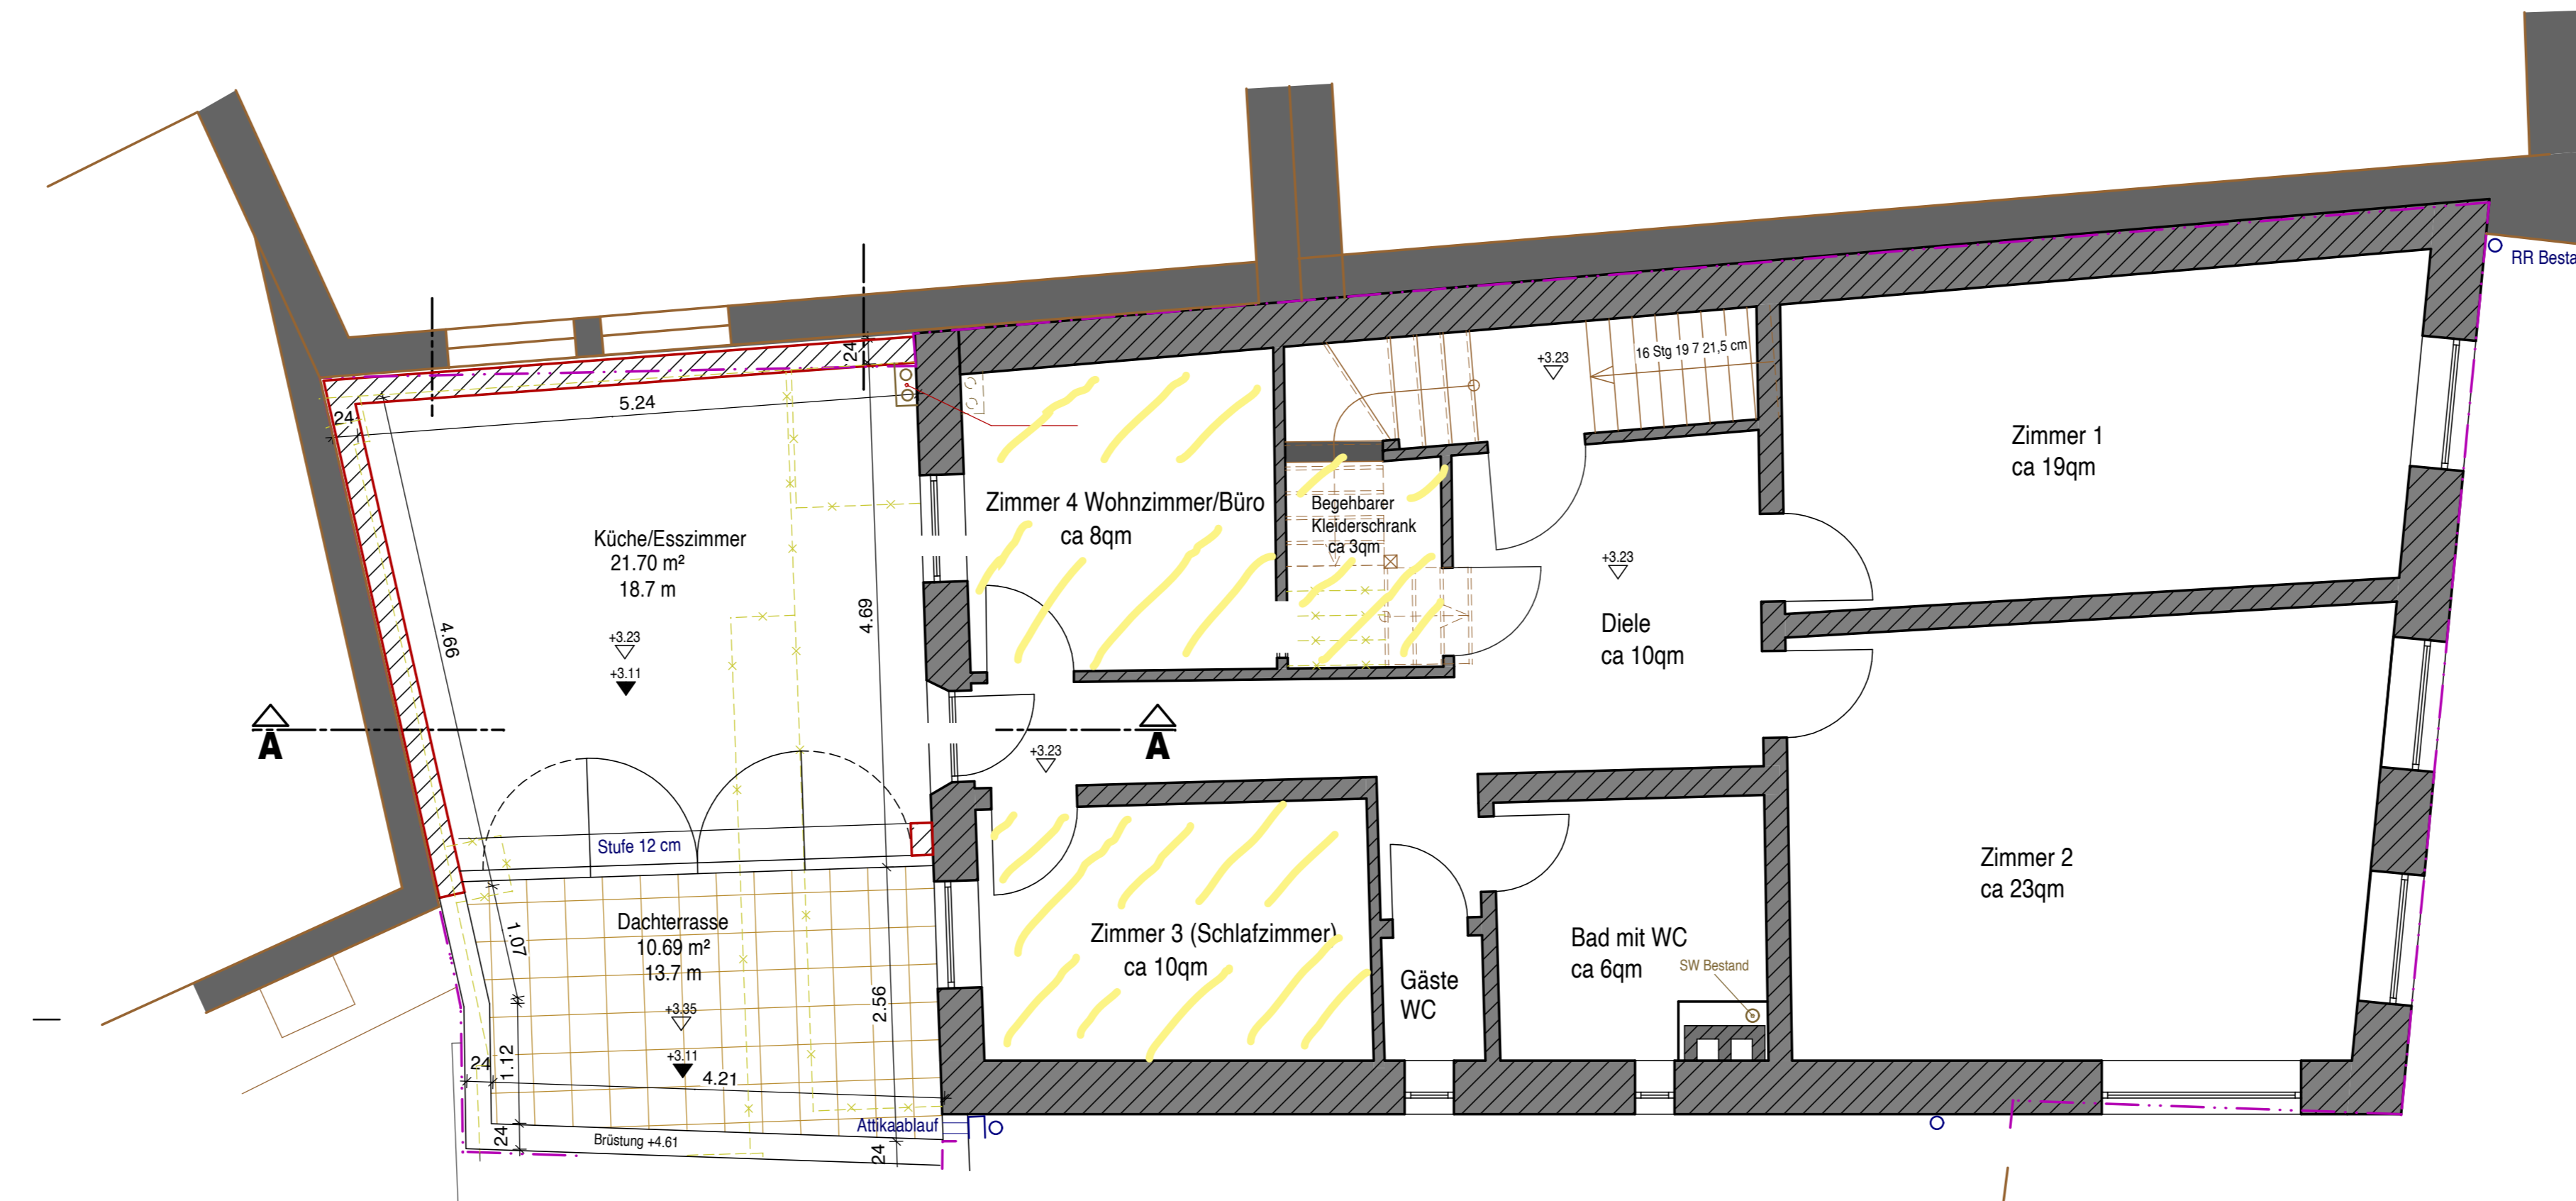 RR Besta
24
+3.23
16 Stg 19 7 21,5 cm
5.24
24
Zimmer 1
ca 19qm
Zimmer 4 Wohnzimmer/Büro
ca 8qm
Begehbarer
Kleiderschrank
ca 3qm
Küche/Esszimmer
21.70 m²
18.7 m
+3.23
+3.11
4.66
4.69
+3.23
Diele
ca 10qm
A
A
+3.23
Stufe 12 cm
Zimmer 2
ca 23qm
Dachterrasse
10.69 m²
13.7 m
+3.35
+3.11
1.07
2.56
Zimmer 3 (Schlafzimmer)
ca 10qm
Gäste
WC
Bad mit WC
ca 6qm
SW Bestand
24
1.12
4.21
24
Brüstung +4.61
Attikaablauf
24